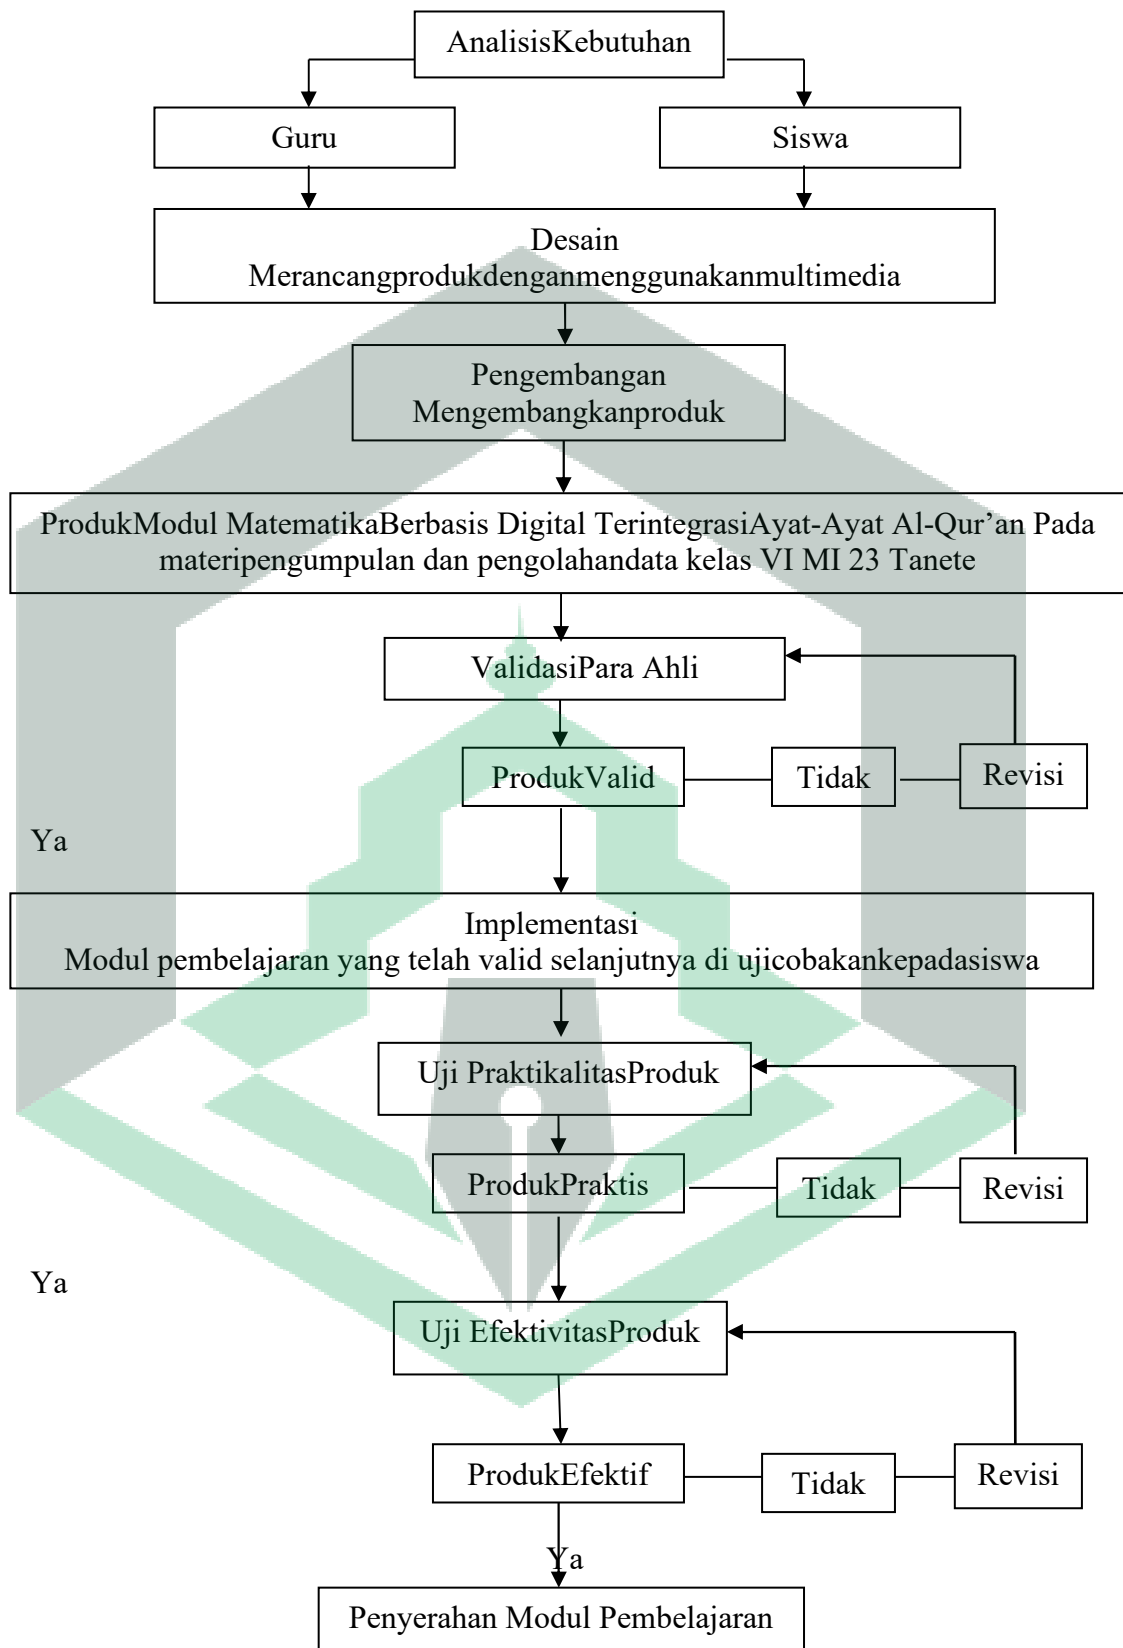 AnalisisKebutuhan
Guru
Siswa
Desain
Merancangprodukdenganmenggunakanmultimedia
Pengembangan
Mengembangkanproduk
ProdukModul MatematikaBerbasis Digital TerintegrasiAyat-Ayat Al-Qur’an Pada
materipengumpulan dan pengolahandata kelas VI MI 23 Tanete
ValidasiPara Ahli
ProdukValid
Tidak
Revisi
Ya
Implementasi
Modul pembelajaran yang telah valid selanjutnya di ujicobakankepadasiswa
Uji PraktikalitasProduk
ProdukPraktis
Tidak
Revisi
Ya
Uji EfektivitasProduk
ProdukEfektif
Tidak
Revisi
Ya
Penyerahan Modul Pembelajaran